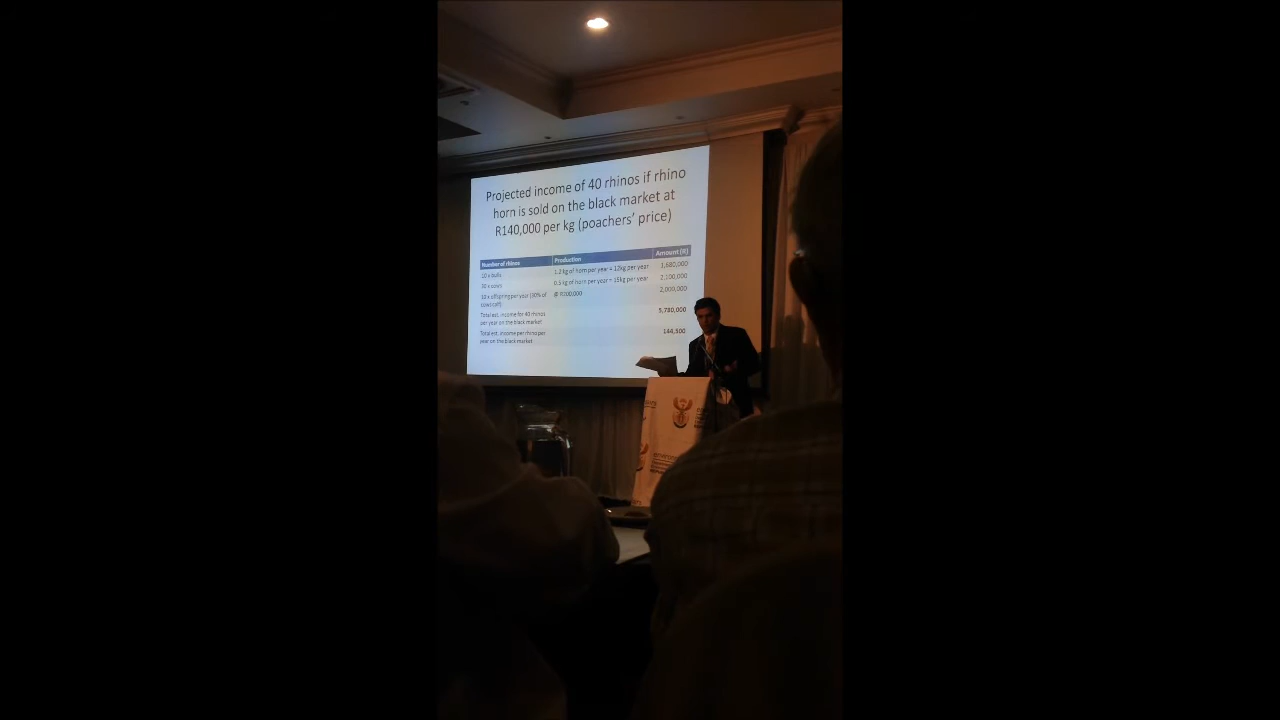 Projected income of 40 rhinos if rhino
horn is sold on the black market at
R140,000 per kg (poachers' price)
Number of rhinos Production Amount (R)
10 x bulls 1.2 kg of horn per year = 12kg per year 1,680,000
30 x cows 0.5 kg of horn per year = 15kg per year 2,100,000
10 x offspring per year (30% of @ R200,000 2,000,000
cows calf)
Total est. income for 40 rhinos 5,780,000
per year on the black market
Total est. income per rhino per 144,500
year on the black market